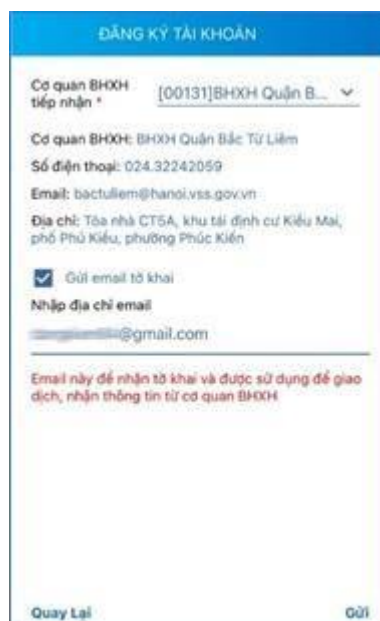 ĐĂNG KÝ TÀI KHOẢN
Cơ quan BHXH
tiếp nhận *
[00131]BHXH Quận B...
Cơ quan BHXH: BHXH Quận Bắc Từ Liêm
Số điện thoại: 024.32242059
Email: bactuliem@hanoi.vss.gov.vn
Địa chỉ: Tòa nhà CT5A, khu tái định cư Kiều Mai,
phố Phú Kiều, phường Phúc Kiến
Gửi email tờ khai
Nhập địa chỉ email
@gmail.com
Email này để nhận tờ khai và được sử dụng để giao
dịch, nhận thông tin từ cơ quan BHXH
Quay Lại
Gửi